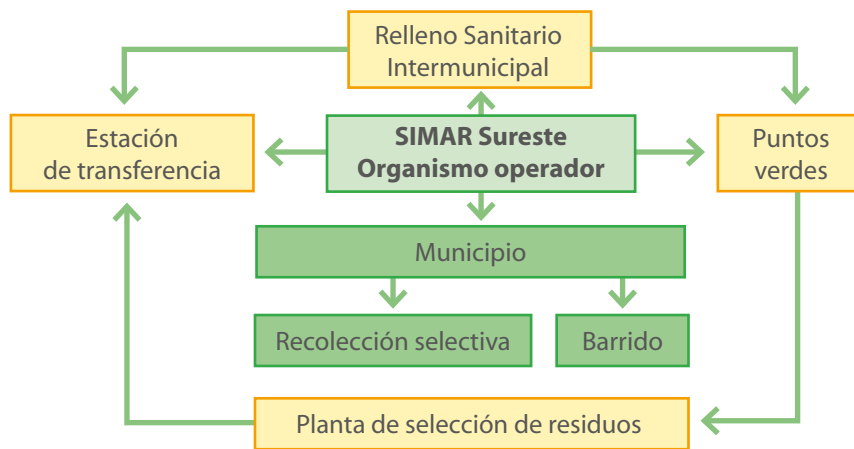 Relleno Sanitario
Intermunicipal
Estación
de transferencia
SIMAR Sureste
Organismo operador
Puntos
verdes
Municipio
Recolección selectiva
Barrido
Planta de selección de residuos